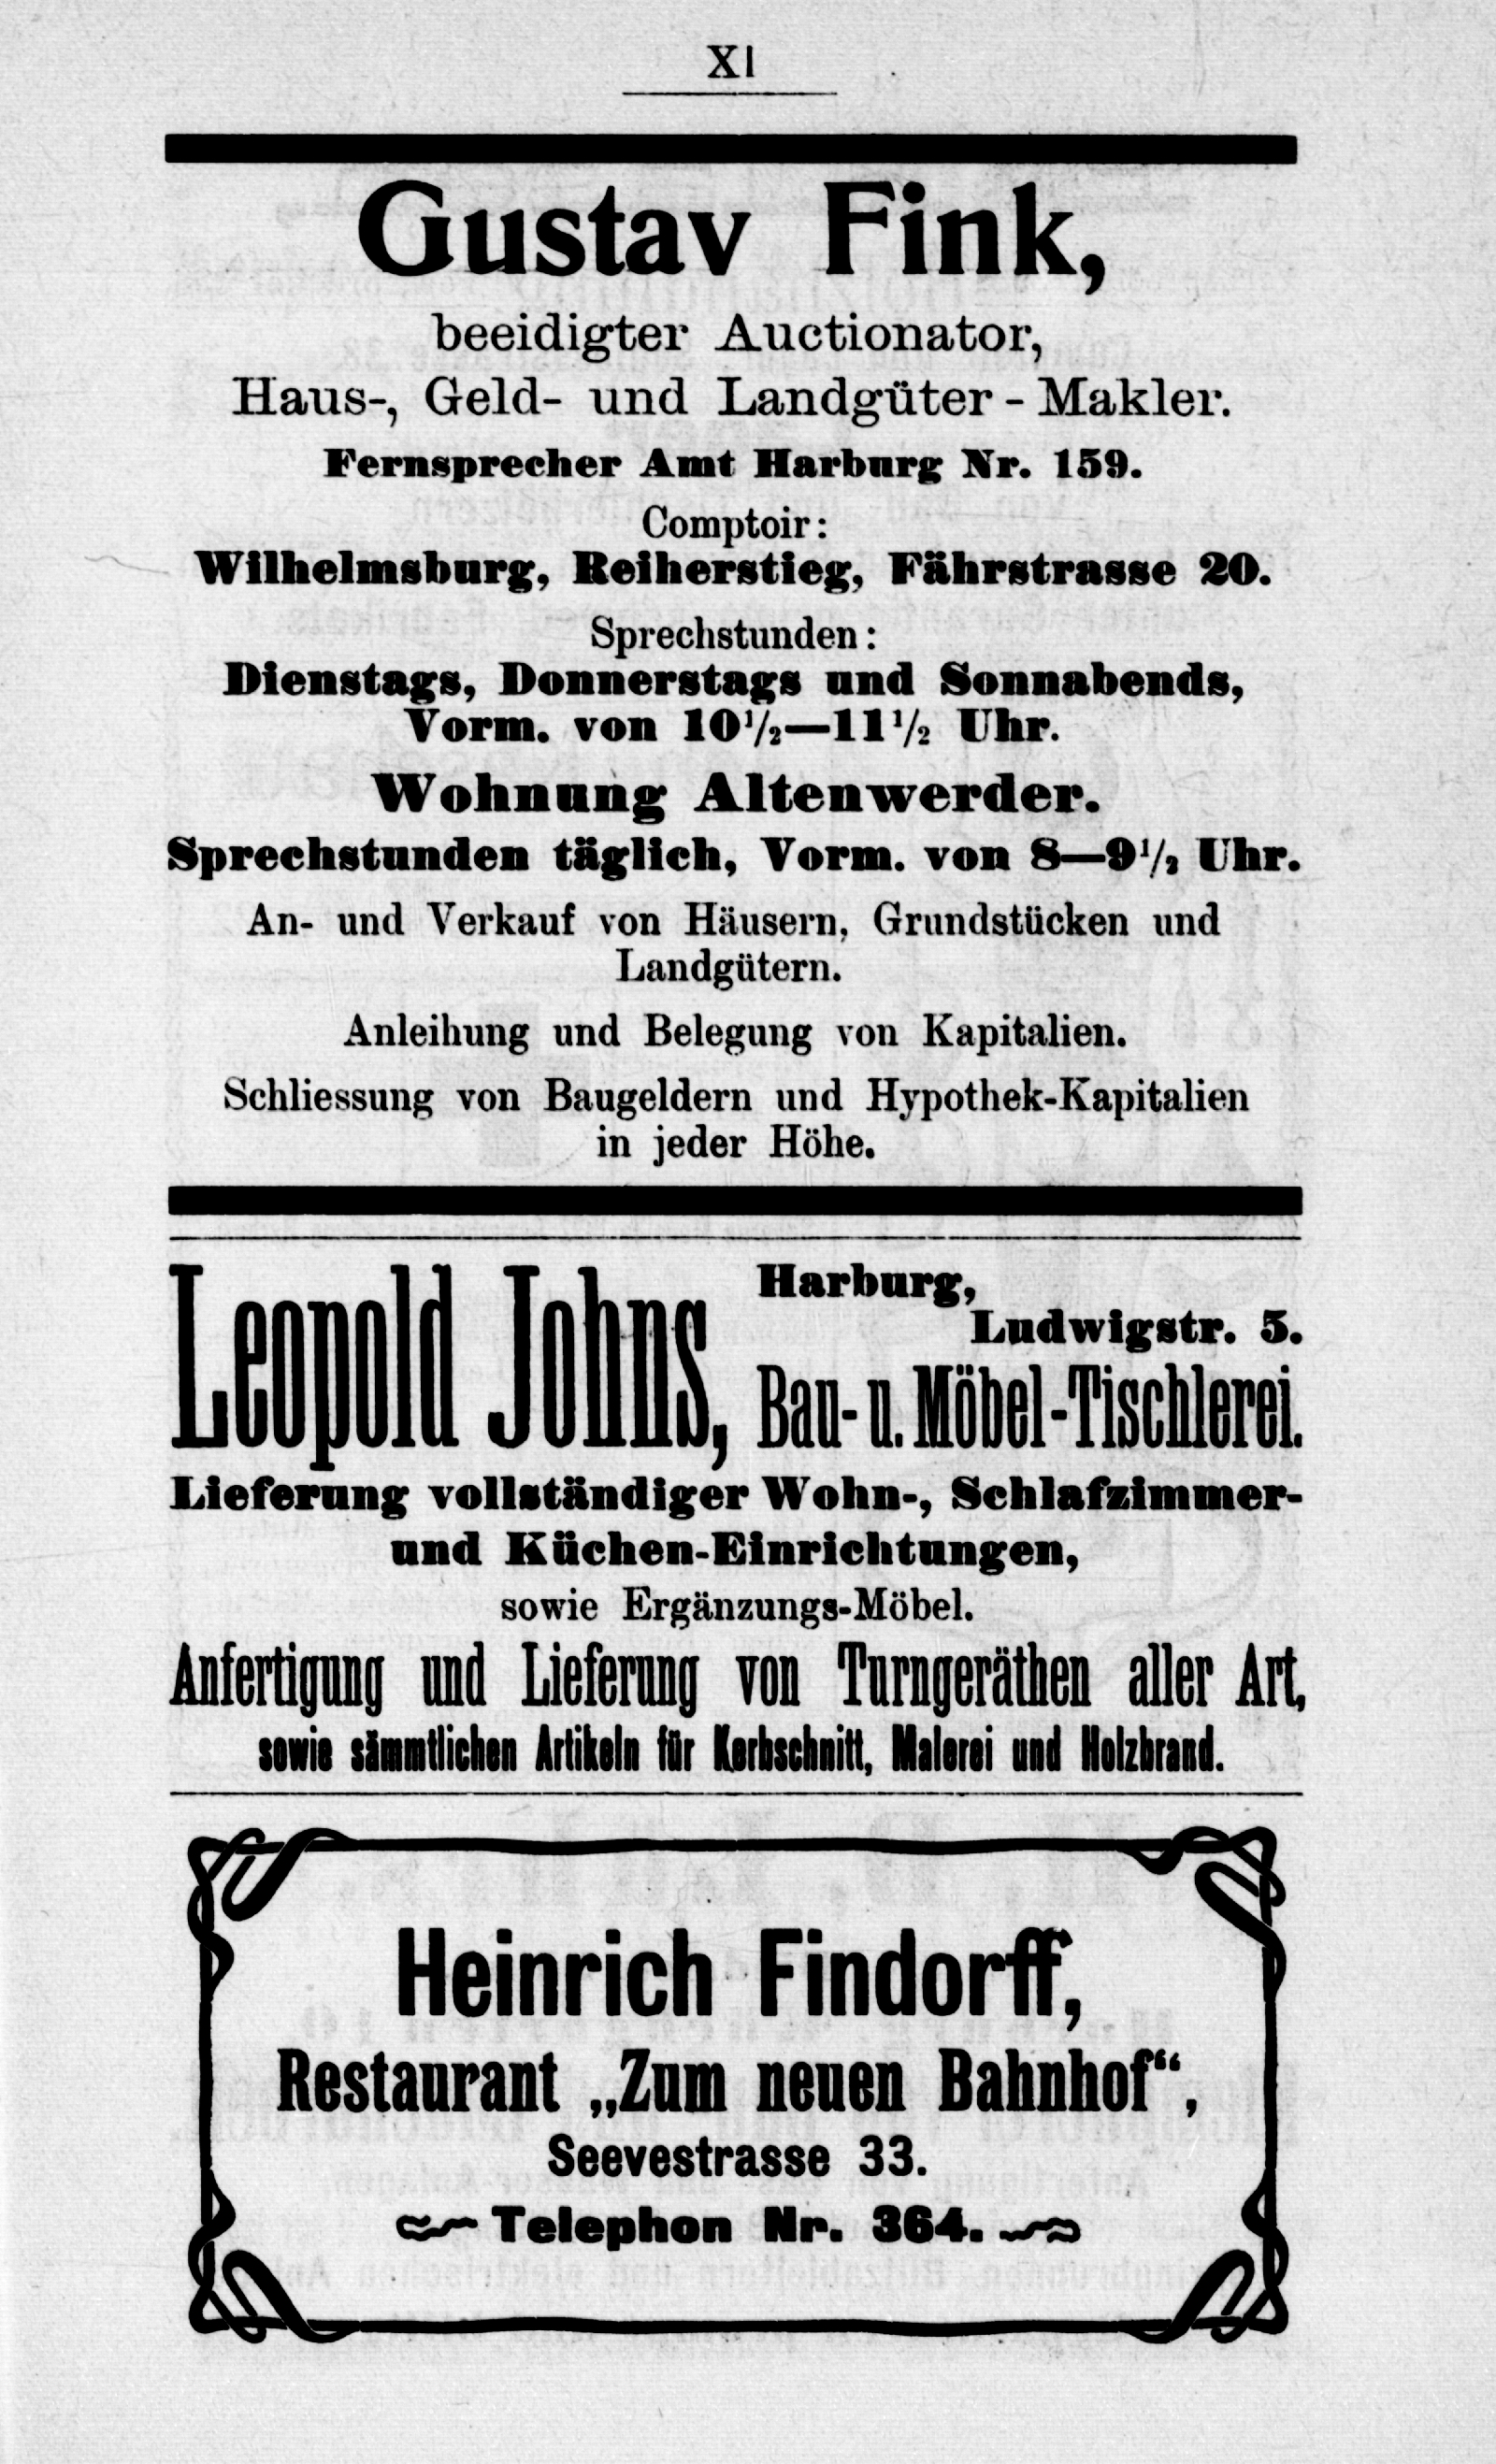 XI
Gustav Fink,
beeidigter Auctionator,
Haus-, Geld- und Landgüter - Makler.
Fernsprecher Amt Harburg Nr. 159.
Comptoir:
Wilhelmsburg, Reiherstieg, Fährstrasse 20.
Sprechstunden:
Dienstags, Donnerstags und Sonnabends,
Vorm. von 10½—11½ Uhr.
Wohnung Altenwerder.
Sprechstunden täglich, Vorm. von 8—9½ Uhr.
An- und Verkauf von Häusern, Grundstücken und
Landgütern.
Anleihung und Belegung von Kapitalien.
Schliessung von Baugeldern und Hypothek-Kapitalien
in jeder Höhe.
Leopold Johns,
Harburg,
Ludwigstr. 5.
Bau- u. Möbel-Tischlerei.
Lieferung vollständiger Wohn-, Schlafzimmer-
und Küchen-Einrichtungen,
sowie Ergänzungs-Möbel.
Anfertigung und Lieferung von Turngeräthen aller Art,
sowie sämmtlichen Artikeln für Kerbschnitt, Malerei und Holzbrand.
Heinrich Findorff,
Restaurant „Zum neuen Bahnhof“,
Seevestrasse 33.
Telephon Nr. 364.